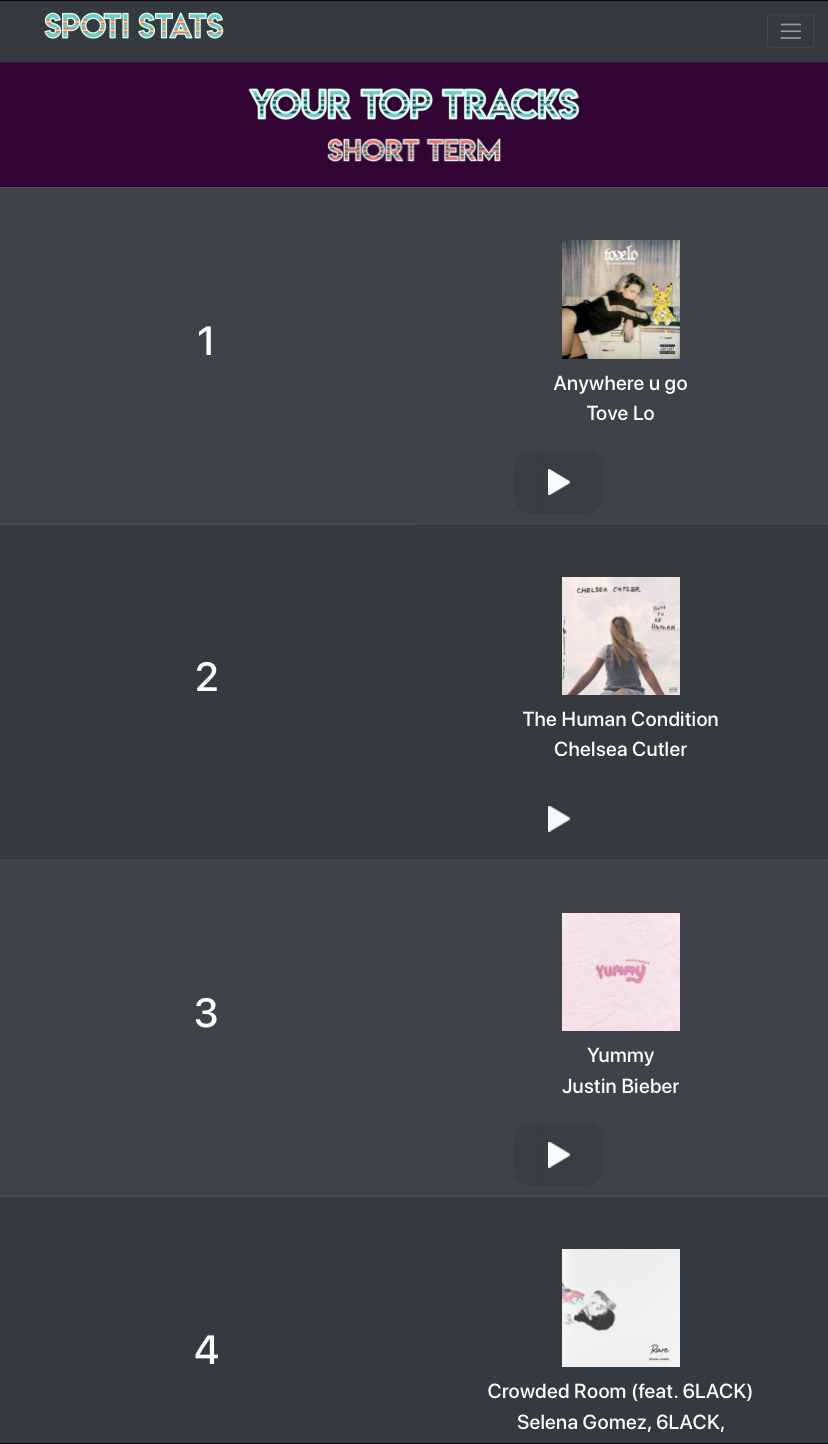 SPOTI STATS
YOUR TOP TRACKS
SHORT TERM
1
tove lo
Anywhere u go
Tove Lo
2
CHELSEA CUTLER
HOW
TO
BE
HUMAN
The Human Condition
Chelsea Cutler
3
Yummy
Yummy
Justin Bieber
4
Rare
Crowded Room (feat. 6LACK)
Selena Gomez, 6LACK,